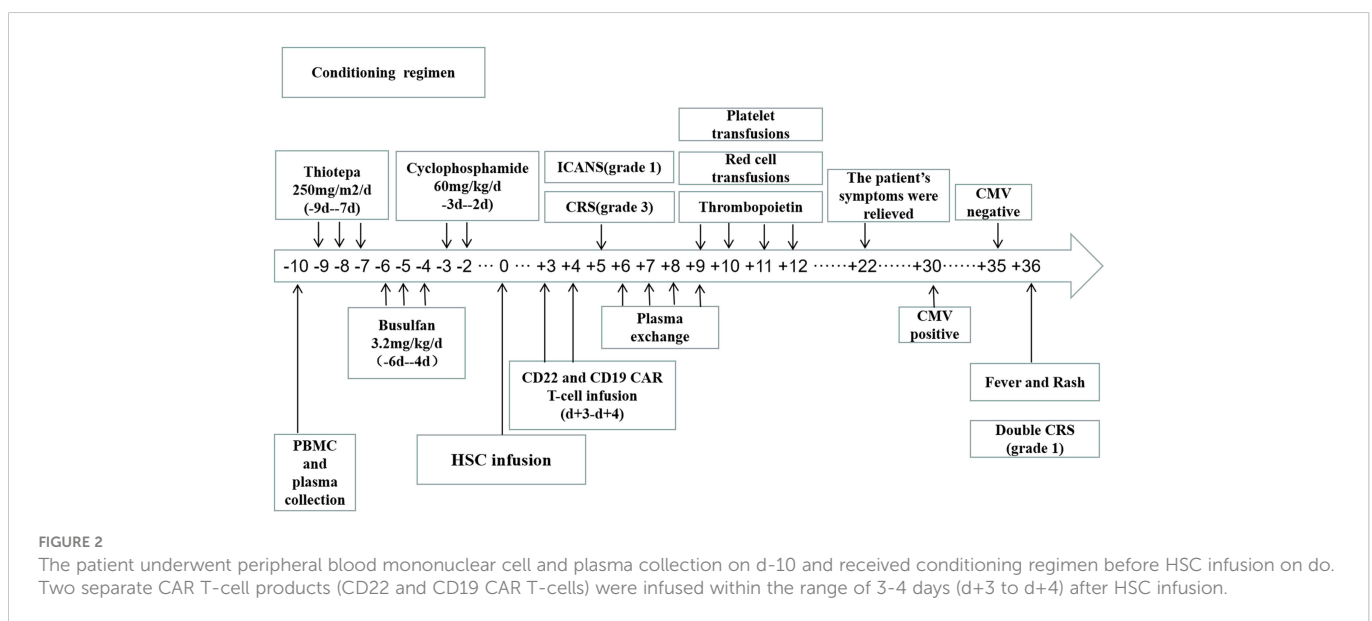 Conditioning regimen
Thiotepa
250mg/m2/d
(-9d--7d)
Cyclophosphamide
60mg/kg/d
-3d--2d)
ICANS(grade 1)
CRS(grade 3)
Platelet
transfusions
Red cell
transfusions
Thrombopoietin
The patient's
symptoms were
relieved
CMV
negative
-10 -9 -8 -7 -6 -5 -4 -3 -2 ··· 0 ··· +3 +4 +5 +6 +7 +8 +9 +10 +11 +12 ······+22······+30······+35 +36
Busulfan
3.2mg/kg/d
(-6d--4d)
Plasma
exchange
CMV
positive
CD22 and CD19 CAR
T-cell infusion
(d+3-d+4)
Fever and Rash
PBMC
and
plasma
collection
HSC infusion
Double CRS
(grade 1)
FIGURE 2
The patient underwent peripheral blood mononuclear cell and plasma collection on d-10 and received conditioning regimen before HSC infusion on do.
Two separate CAR T-cell products (CD22 and CD19 CAR T-cells) were infused within the range of 3-4 days (d+3 to d+4) after HSC infusion.